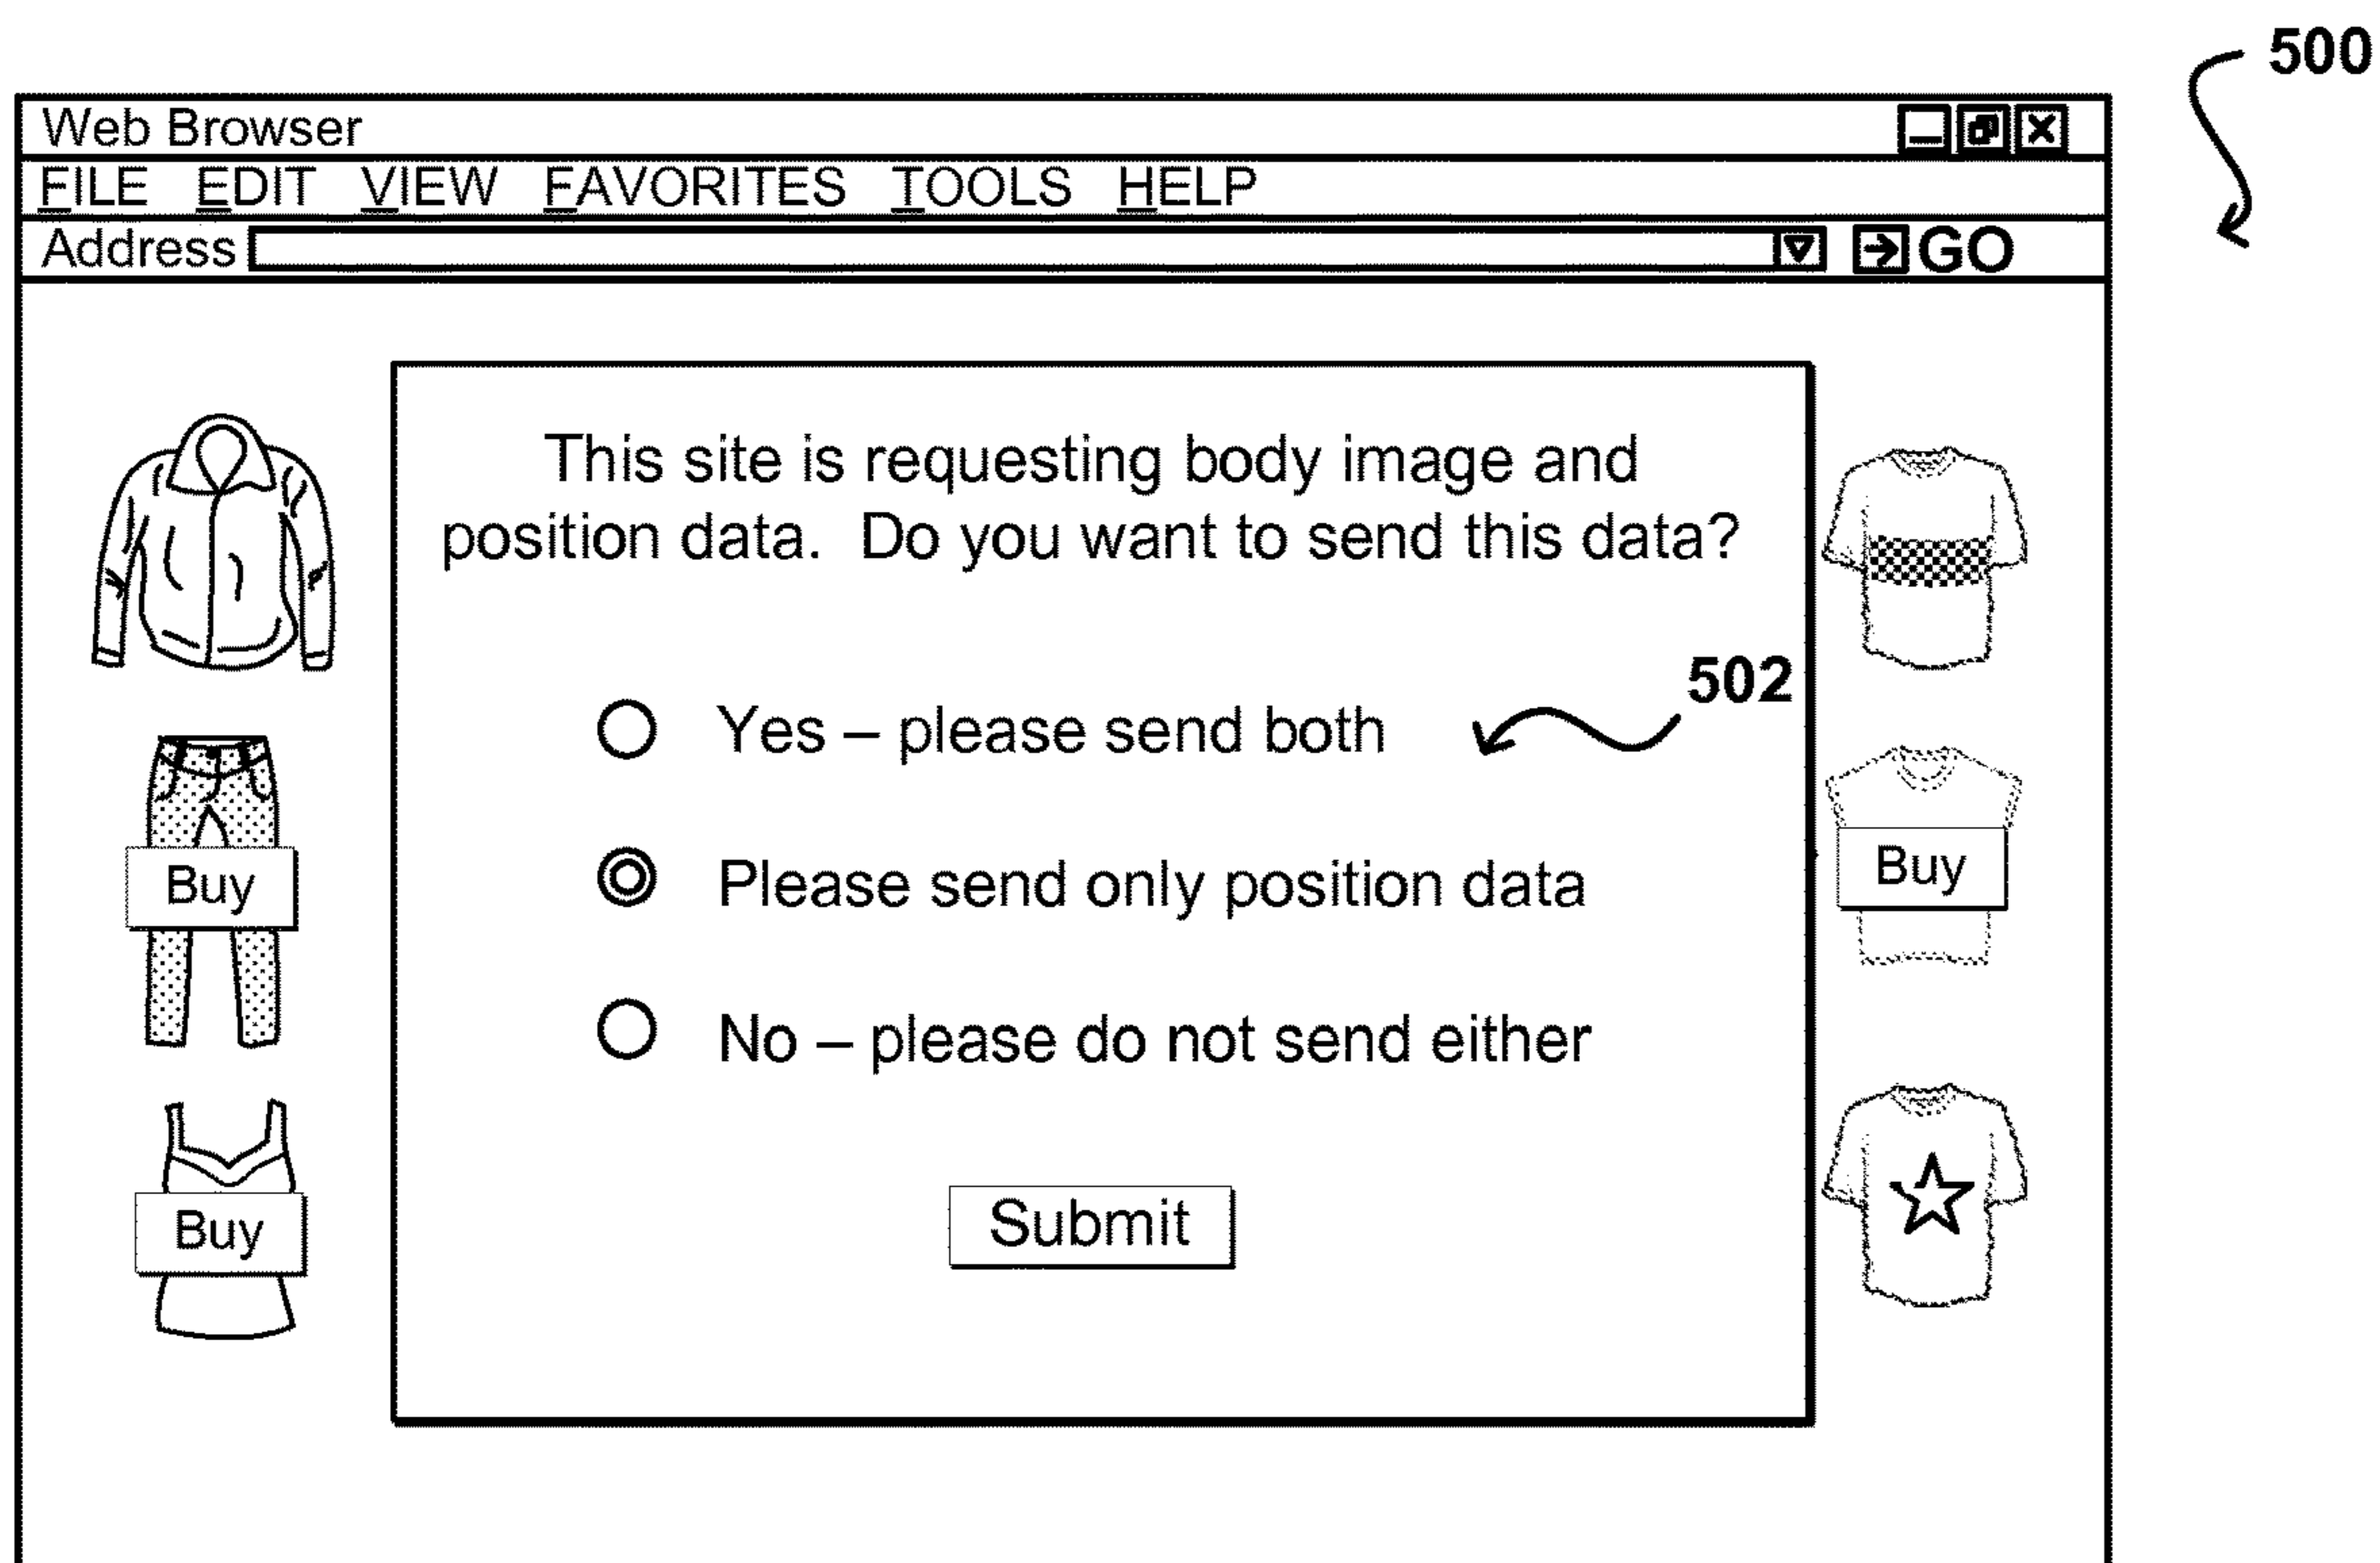 500
Web Browser
FILE EDIT VIEW FAVORITES TOOLS HELP
Address GO
This site is requesting body image and
position data. Do you want to send this data?
502
Yes – please send both
Please send only position data
No – please do not send either
Submit
Buy
Buy
Buy